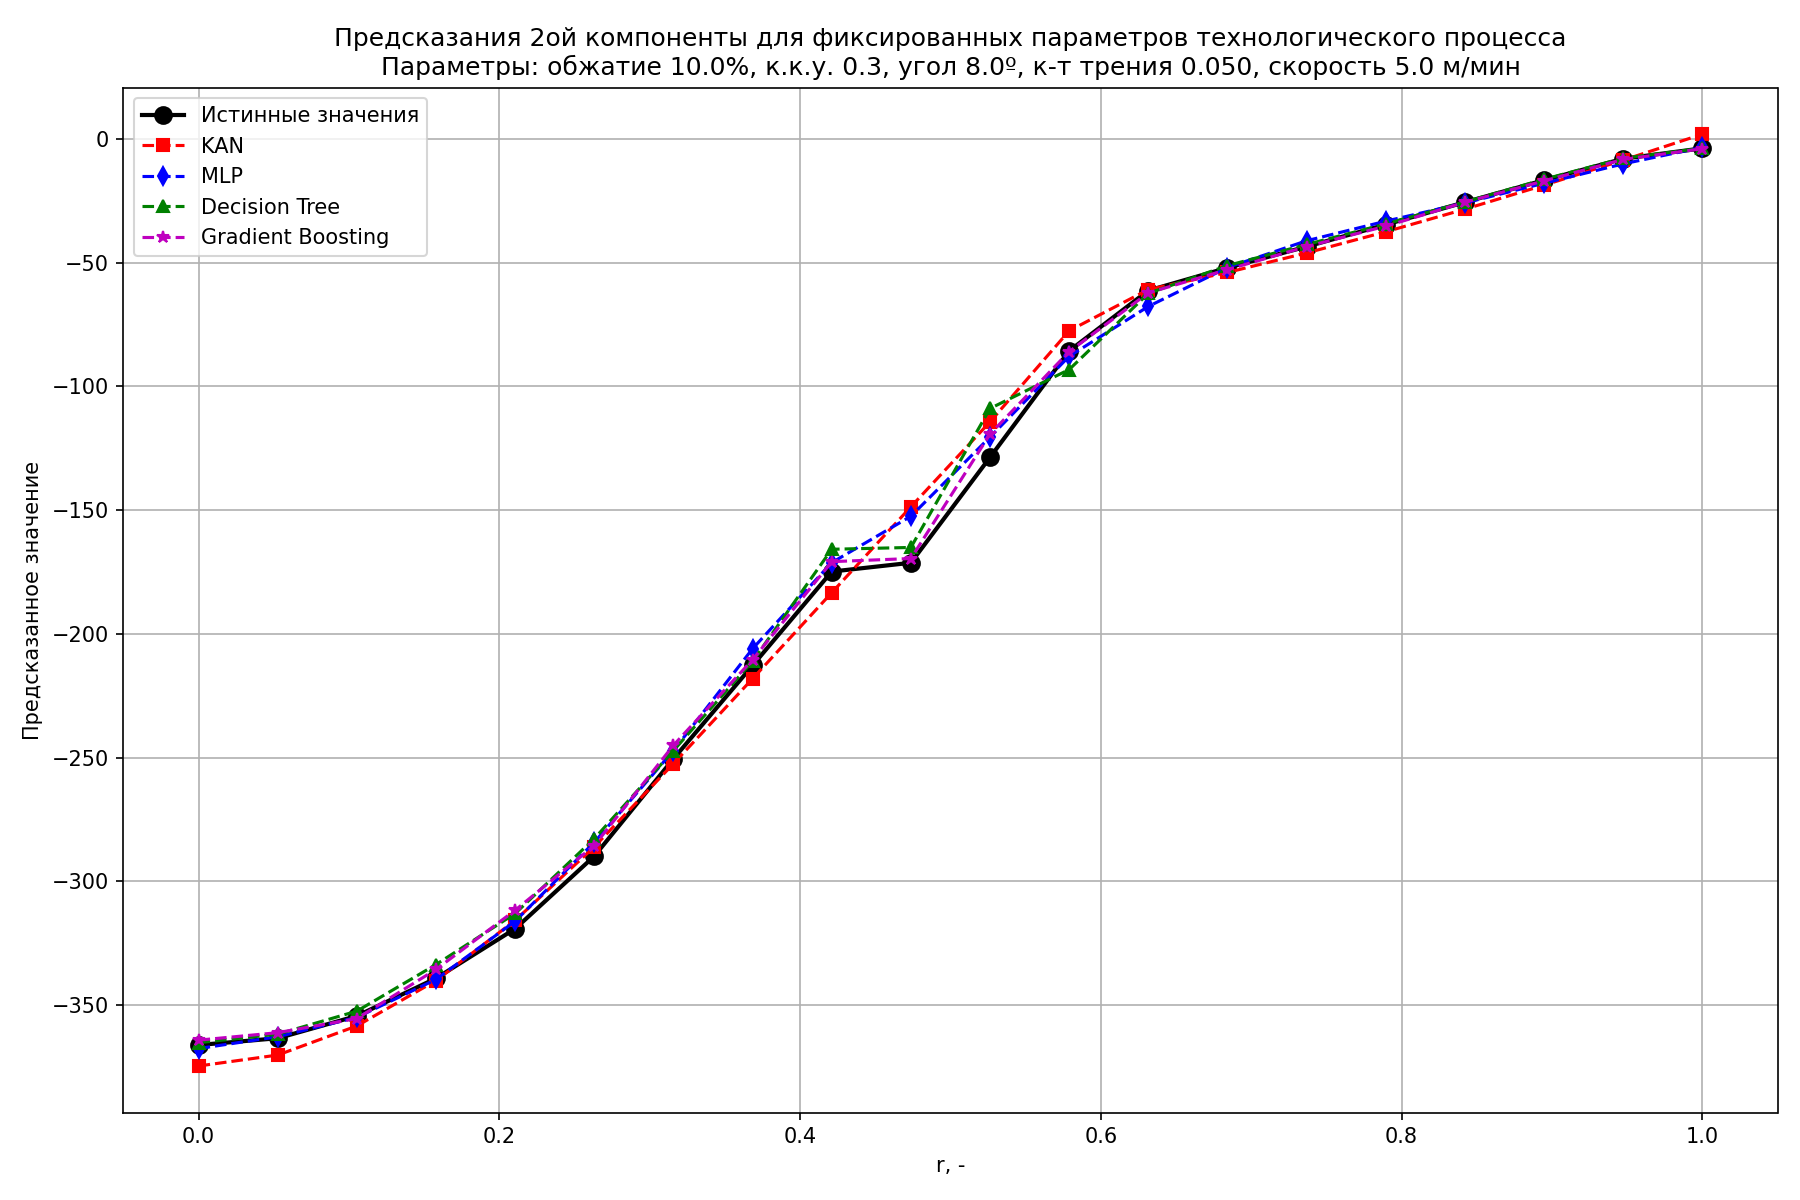 Предсказания 2ой компоненты для фиксированных параметров технологического процесса
Параметры: обжатие 10.0%, к.к.у. 0.3, угол 8.0º, к-т трения 0.050, скорость 5.0 м/мин
Истинные значения
KAN
MLP
Decision Tree
Gradient Boosting
Предсказанное значение
0
−50
−100
−150
−200
−250
−300
−350
0.0
0.2
0.4
0.6
0.8
1.0
r, -